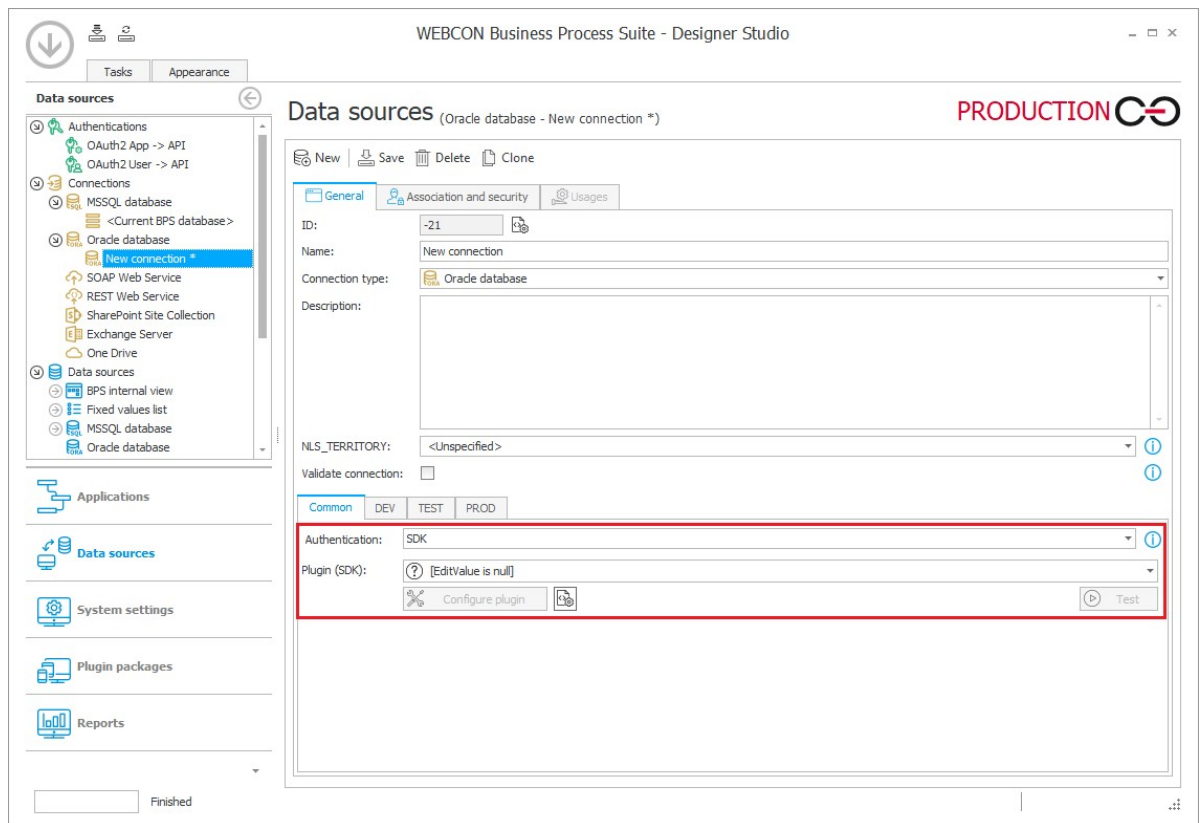 WEBCON Business Process Suite - Designer Studio
Tasks
Appearance
Data sources
Authentications
OAuth2 App -> API
OAuth2 User -> API
Connections
MSSQL database
<Current BPS database>
Oracle database
New connection *
SOAP Web Service
REST Web Service
SharePoint Site Collection
Exchange Server
One Drive
Data sources
BPS internal view
Fixed values list
MSSQL database
Oracle database
Applications
Data sources
System settings
Plugin packages
Reports
Finished
Data sources (Oracle database - New connection *)
PRODUCTION
New Save Delete Clone
General Association and security Usages
ID: -21
Name: New connection
Connection type: Oracle database
Description:
NLS_TERRITORY: <Unspecified>
Validate connection:
Common DEV TEST PROD
Authentication: SDK
Plugin (SDK): [EditValue is null]
Configure plugin Test